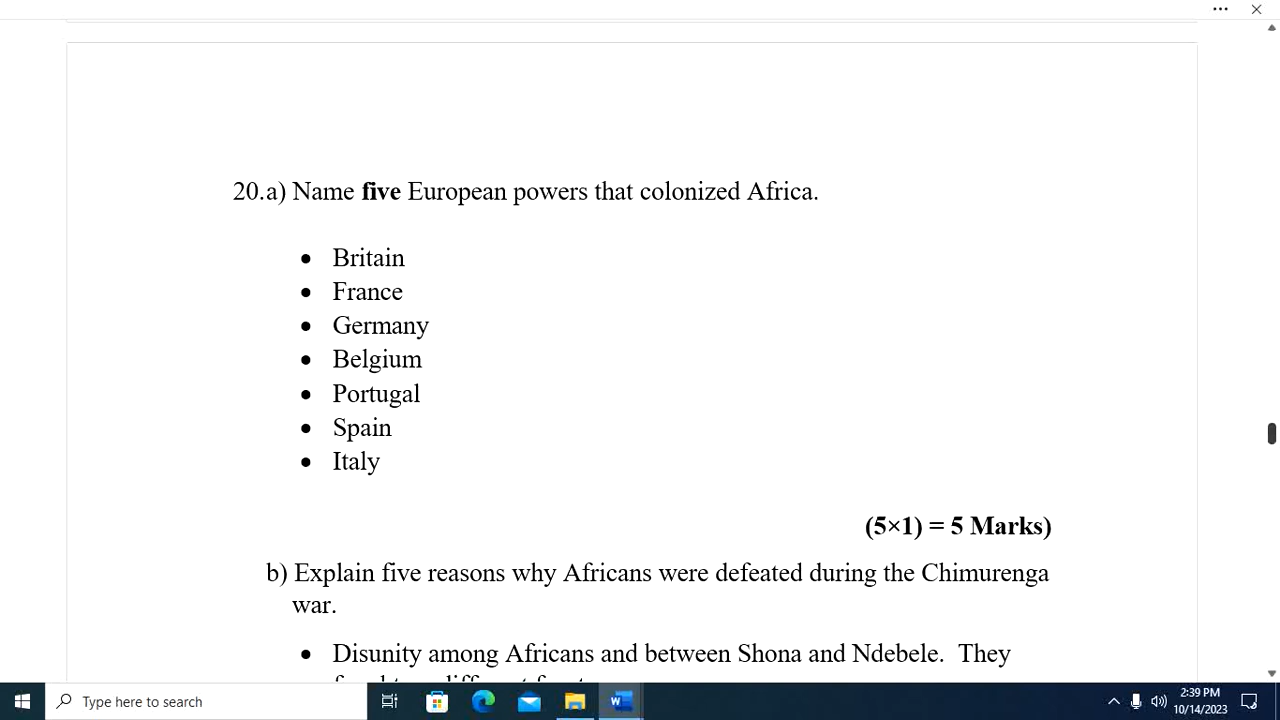 20.a) Name five European powers that colonized Africa.
• Britain
• France
• Germany
• Belgium
• Portugal
• Spain
• Italy
(5×1) = 5 Marks)
b) Explain five reasons why Africans were defeated during the Chimurenga
war.
• Disunity among Africans and between Shona and Ndebele. They
Type here to search
2:39 PM
10/14/2023